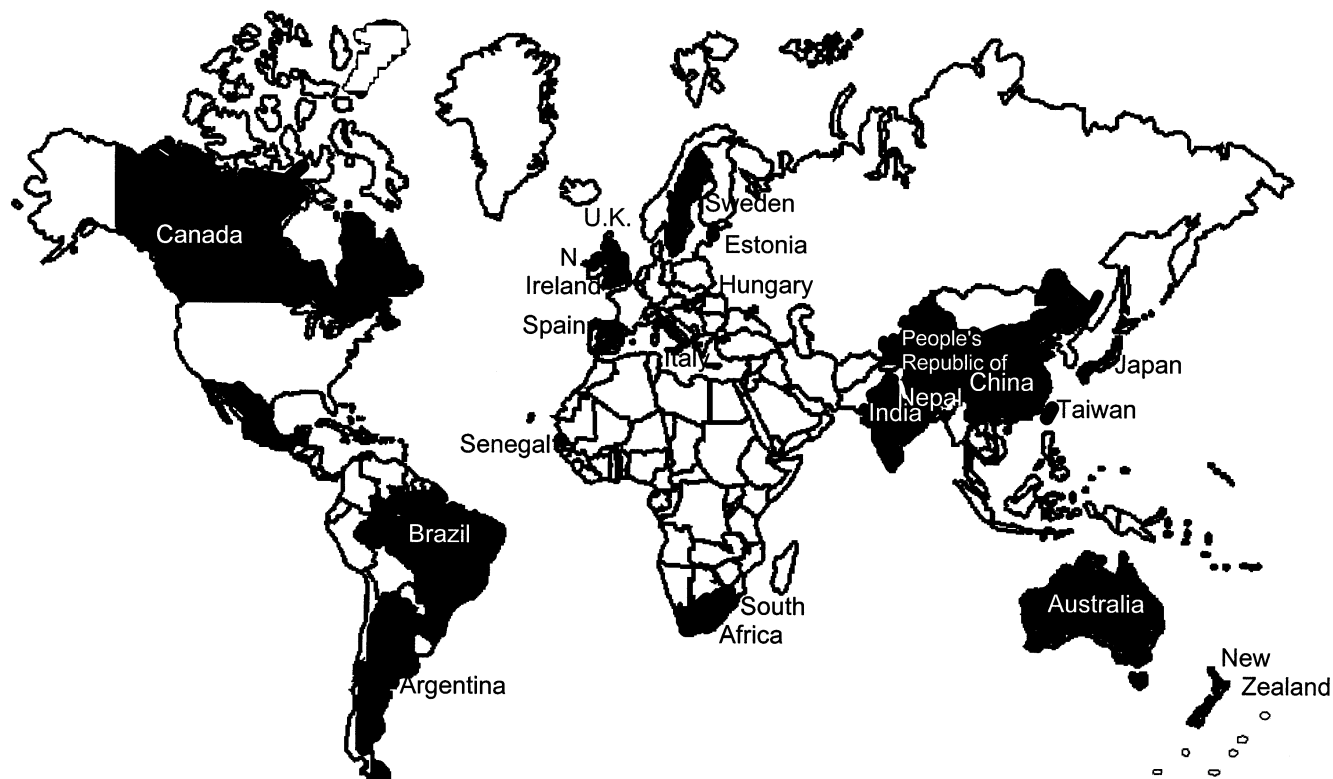 Canada
U.K.
Sweden
Estonia
N.
Ireland
Hungary
Spain
Italy
People's
Republic of
China
Japan
Nepal
India
Taiwan
Senegal
Brazil
South
Africa
Australia
Argentina
New
Zealand